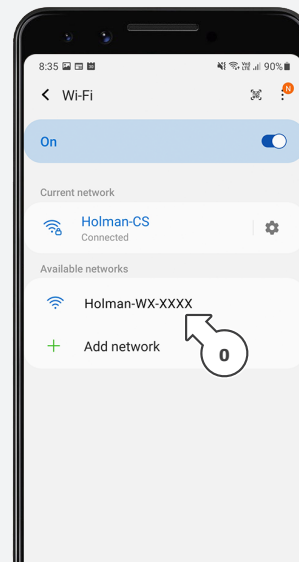 8:35 90%
Wi-Fi
N
On
Current network
Holman-CS
Connected
Available networks
Holman-WX-XXXX
Add network
0